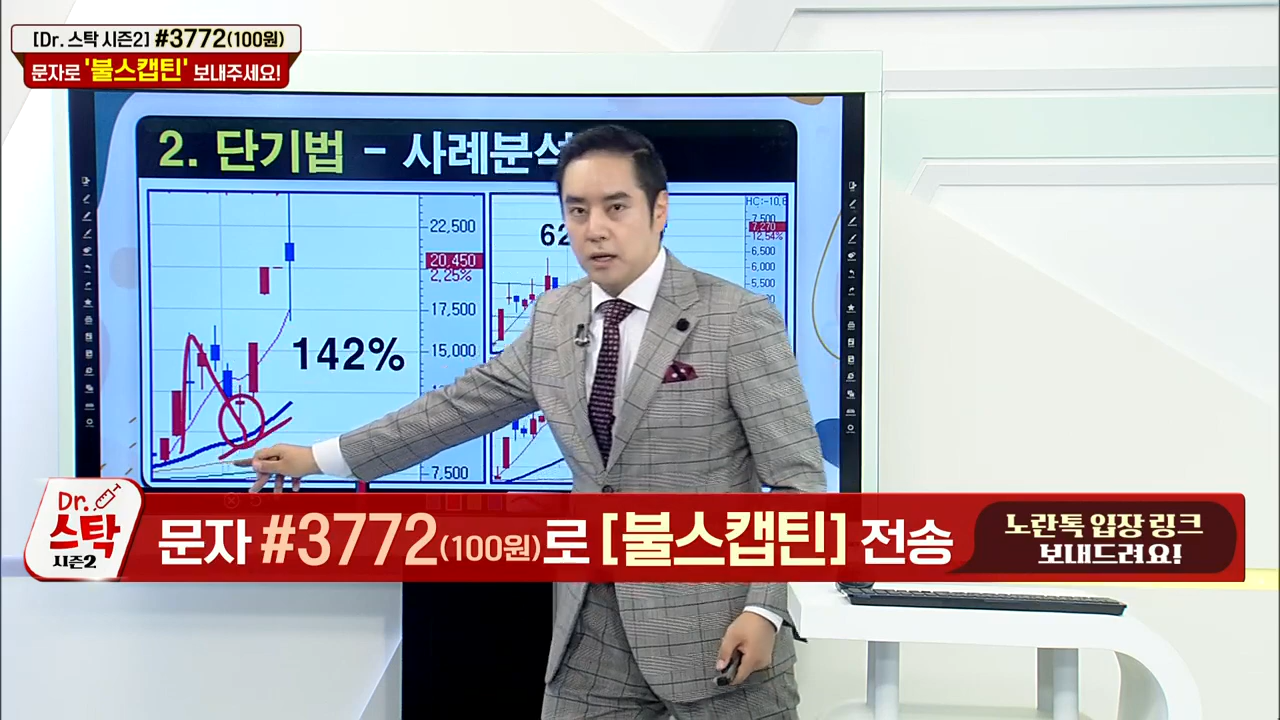 [Dr. 스탁 시즌2] #3772(100원)
문자로 '불스캡틴' 보내주세요!
2. 단기법 - 사례분석
22,500
20,450
2,25%
17,500
15,000
142%
7,500
62
HC:-10,6
7,500
7,270
12,54%
6,500
6,000
5,500
Dr.
스탁
시즌2
문자 #3772(100원)로 [불스캡틴] 전송
노란톡 입장 링크
보내드려요!